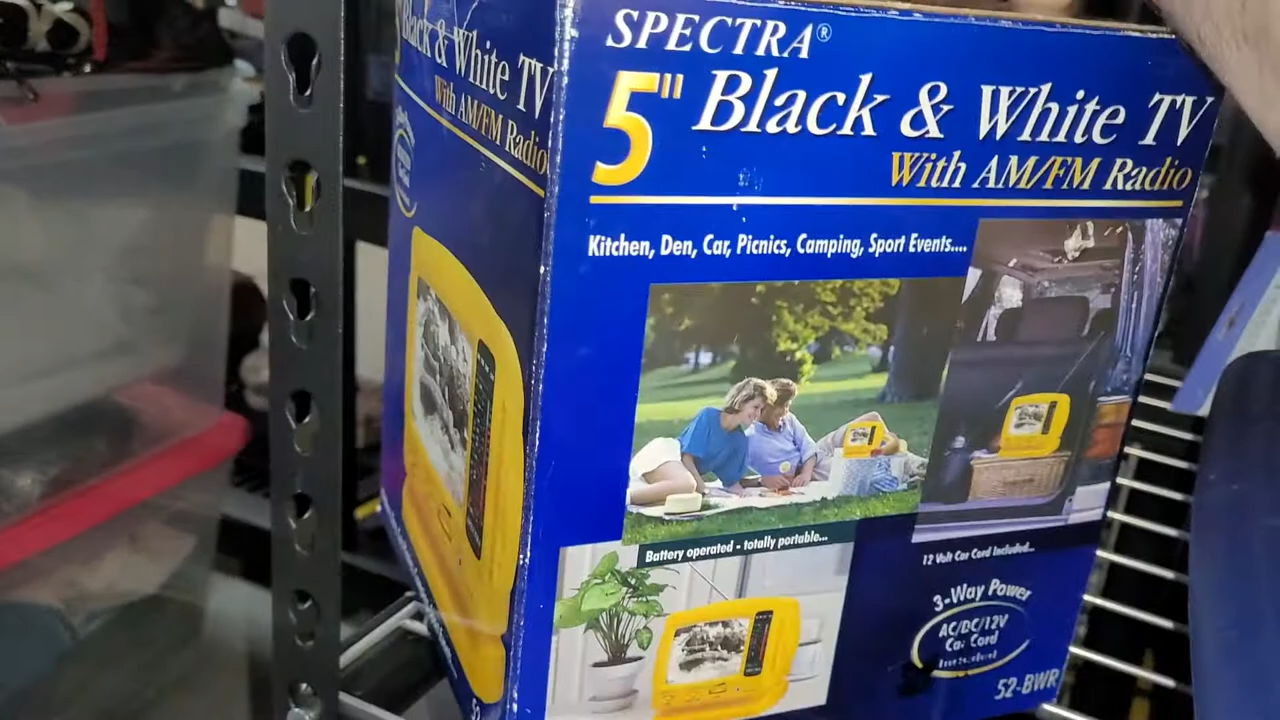 Black & White TV
With AM/FM Radio
SPECTRA®
5" Black & White TV
With AM/FM Radio
Kitchen, Den, Car, Picnics, Camping, Sport Events....
Battery operated - totally portable...
12 Volt Car Cord Included...
3-Way Power
AC/DC/12V
Car Cord
Included
52-BWR